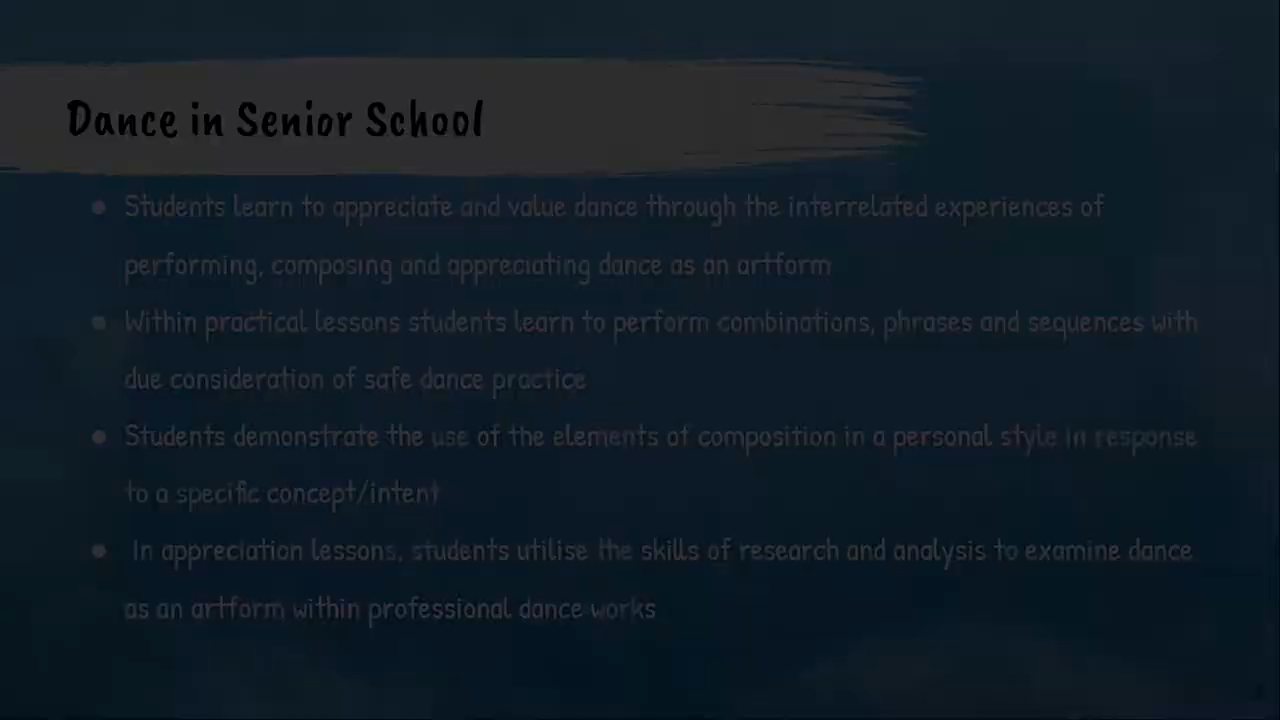 Dance in Senior School
● Students learn to appreciate and value dance through the interrelated experiences of
performing, composing and appreciating dance as an artform
● Within practical lessons students learn to perform combinations, phrases and sequences with
due consideration of safe dance practice
● Students demonstrate the use of the elements of composition in a personal style in response
to a specific concept/intent
● In appreciation lessons, students utilise the skills of research and analysis to examine dance
as an artform within professional dance works